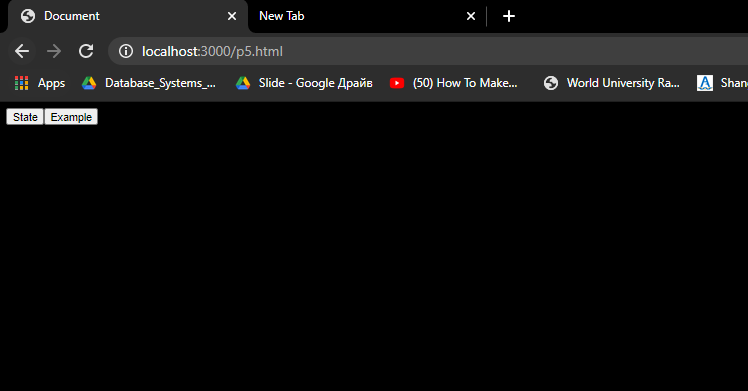 Document New Tab
localhost:3000/p5.html
Apps Database_Systems_... Slide - Google Драйв (50) How To Make... World University Ra... Shan
State Example